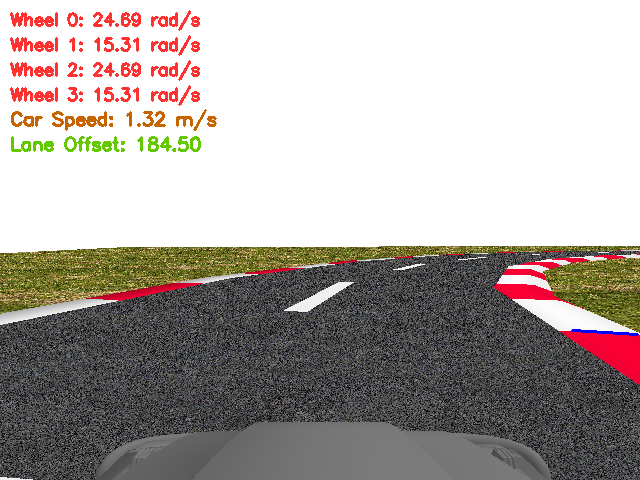 Wheel 0: 24.69 rad/s
Wheel 1: 15.31 rad/s
Wheel 2: 24.69 rad/s
Wheel 3: 15.31 rad/s
Car Speed: 1.32 m/s
Lane Offset: 184.50